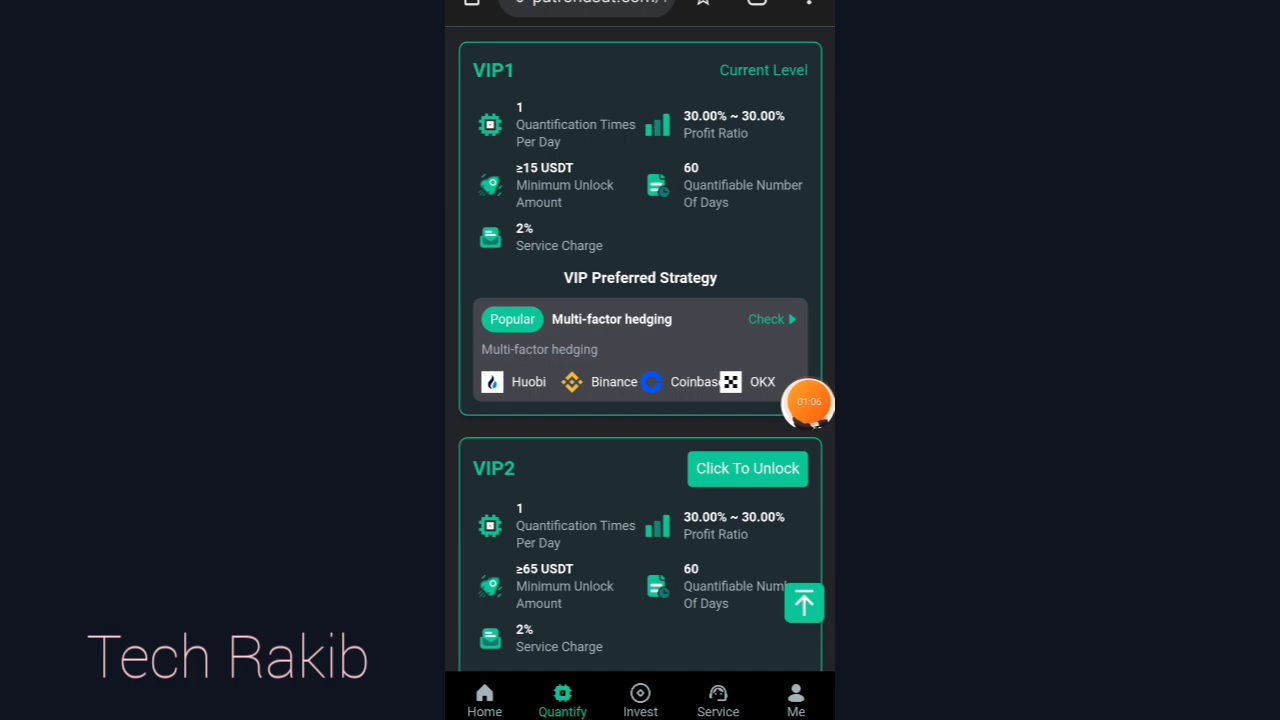 VIP1
Current Level
1
Quantification Times
Per Day
30.00% ~ 30.00%
Profit Ratio
≥15 USDT
Minimum Unlock
Amount
60
Quantifiable Number
Of Days
2%
Service Charge
VIP Preferred Strategy
Popular
Multi-factor hedging
Check
Multi-factor hedging
Huobi
Binance
Coinbas
OKX
01:06
VIP2
Click To Unlock
1
Quantification Times
Per Day
30.00% ~ 30.00%
Profit Ratio
≥65 USDT
Minimum Unlock
Amount
60
Quantifiable Num
Of Days
2%
Service Charge
Tech Rakib
Home
Quantify
Invest
Service
Me